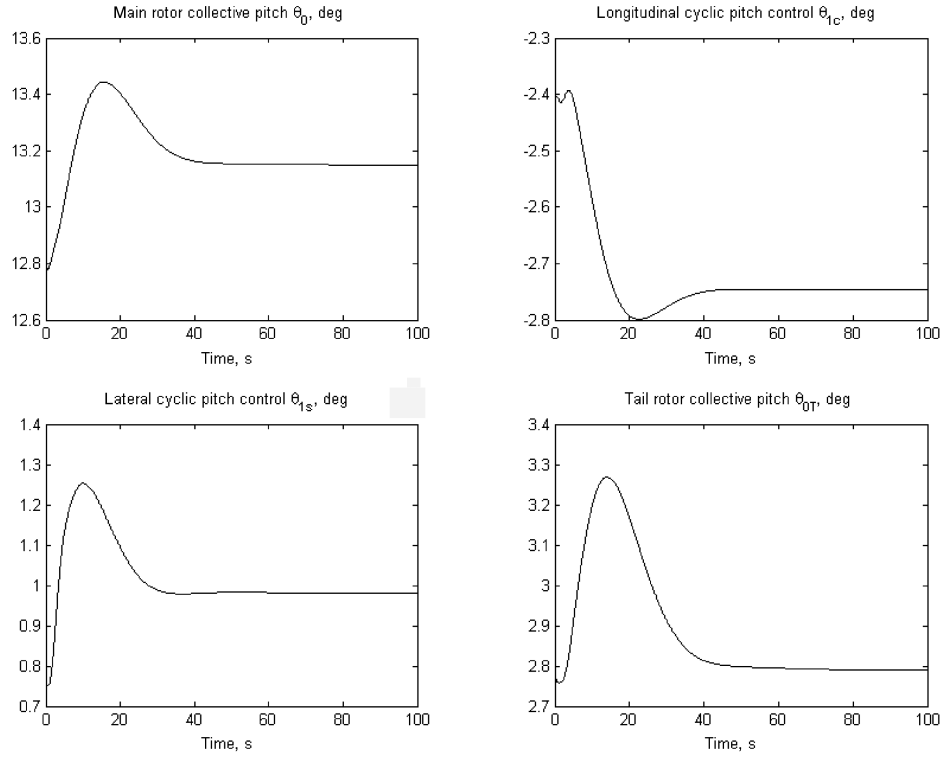 Main rotor collective pitch θ0, deg
13.6
13.4
13.2
13
12.8
12.6
0 20 40 60 80 100
Time, s
Longitudinal cyclic pitch control θ1c, deg
-2.3
-2.4
-2.5
-2.6
-2.7
-2.8
0 20 40 60 80 100
Time, s
Lateral cyclic pitch control θ1s, deg
1.4
1.3
1.2
1.1
1
0.9
0.8
0.7
0 20 40 60 80 100
Time, s
Tail rotor collective pitch θ0T, deg
3.4
3.3
3.2
3.1
3
2.9
2.8
2.7
0 20 40 60 80 100
Time, s